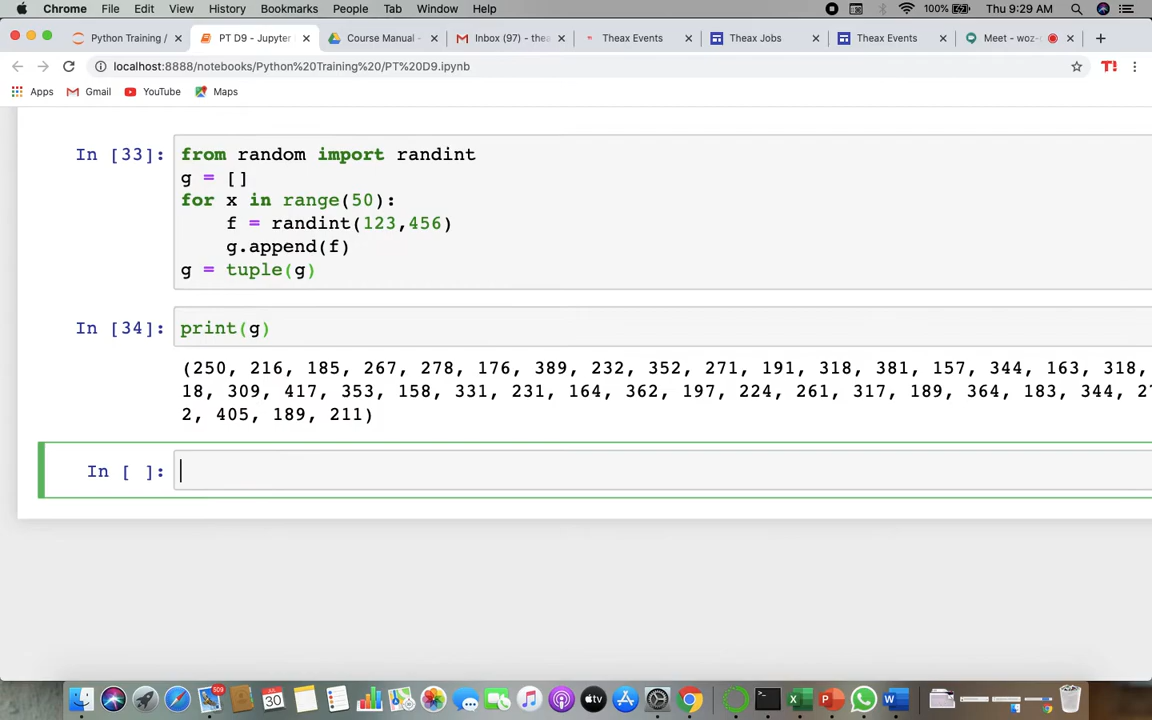 Chrome File Edit View History Bookmarks People Tab Window Help 100% Thu 9:29 AM
Python Training / PT D9 - Jupyter Course Manual - Inbox (97) - thea Theax Events Theax Jobs Theax Events Meet - woz-
localhost:8888/notebooks/Python%20Training%20/PT%20D9.ipynb T!
Apps Gmail YouTube Maps
In [33]: from random import randint
g = []
for x in range(50):
f = randint(123,456)
g.append(f)
g = tuple(g)
In [34]: print(g)
(250, 216, 185, 267, 278, 176, 389, 232, 352, 271, 191, 318, 381, 157, 344, 163, 318,
18, 309, 417, 353, 158, 331, 231, 164, 362, 197, 224, 261, 317, 189, 364, 183, 344, 27
2, 405, 189, 211)
In [ ]:
509
30